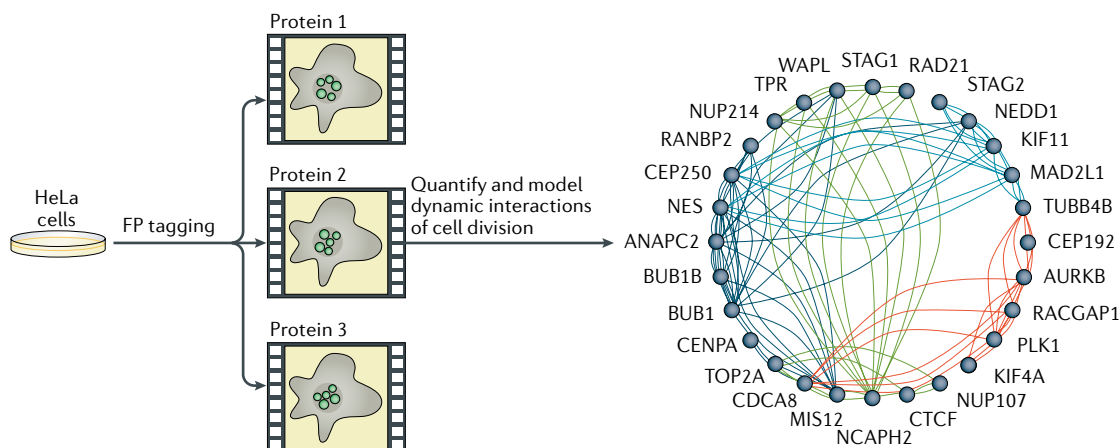 Protein 1
HeLa
cells
FP tagging
Protein 2
Quantify and model
dynamic interactions
of cell division
Protein 3
STAG1
RAD21
STAG2
NEDD1
KIF11
MAD2L1
TUBB4B
CEP192
AURKB
RACGAP1
PLK1
KIF4A
NUP107
CTCF
NCAPH2
MIS12
CDCA8
TOP2A
CENPA
BUB1
BUB1B
ANAPC2
NES
CEP250
RANBP2
NUP214
TPR
WAPL